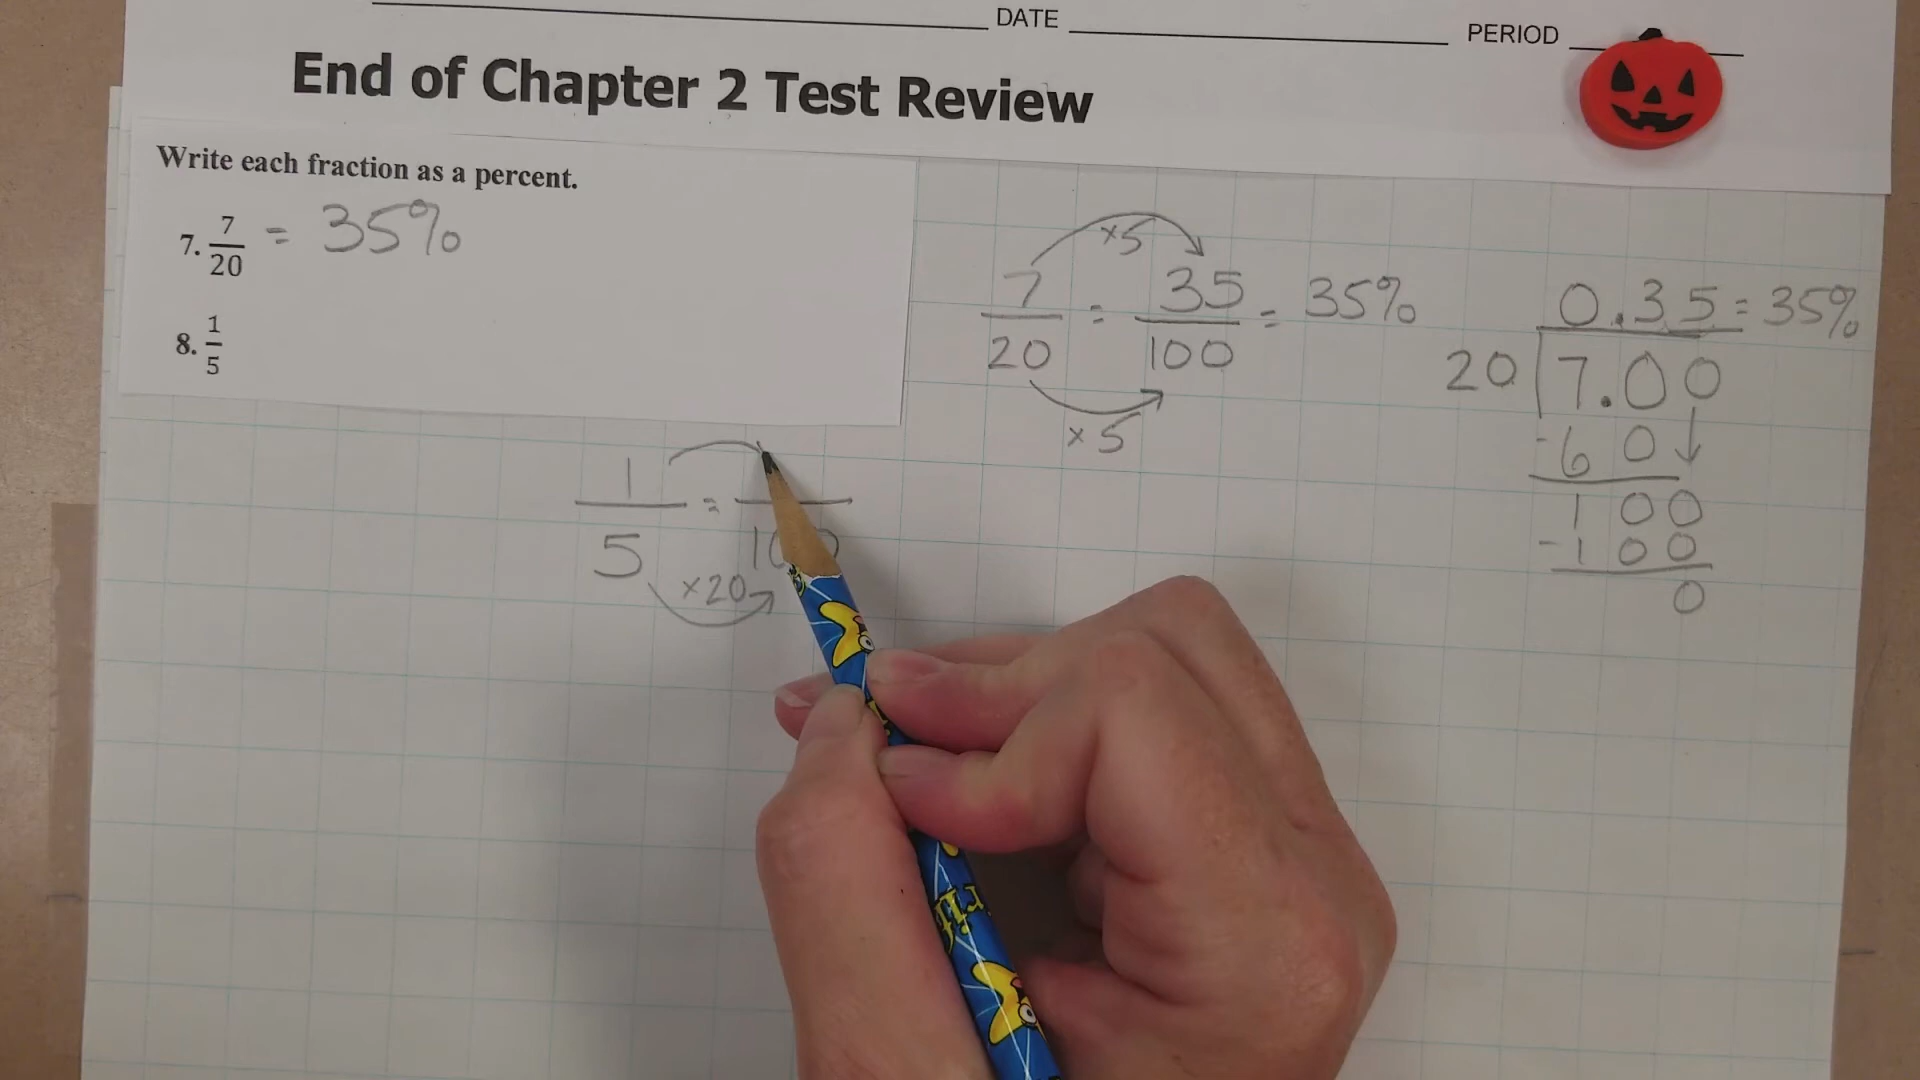 DATE PERIOD
End of Chapter 2 Test Review
Write each fraction as a percent.
7. 7/20 = 35%
8. 1/5
×5
7/20 = 35/100 = 35%
×5
0.35 = 35%
20 7.00
-60
100
-100
0
1/5 =
×20